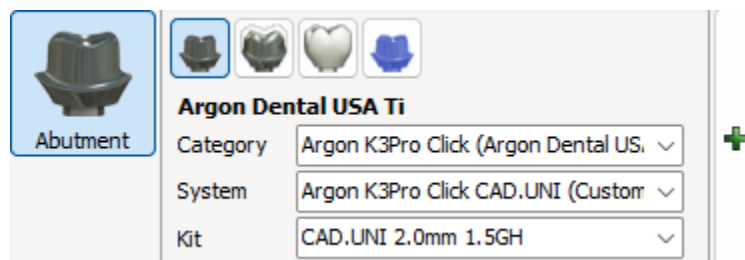 Argon Dental USA Ti
Abutment
Category Argon K3Pro Click (Argon Dental US.
System Argon K3Pro Click CAD.UNI (Custom
Kit CAD.UNI 2.0mm 1.5GH